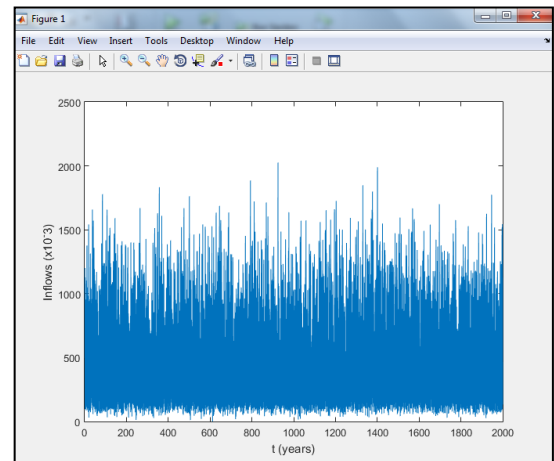 Figure 1
File Edit View Insert Tools Desktop Window Help
2500
2000
1500
1000
500
0
Inflows (x10^-3)
0 200 400 600 800 1000 1200 1400 1600 1800 2000
t (years)